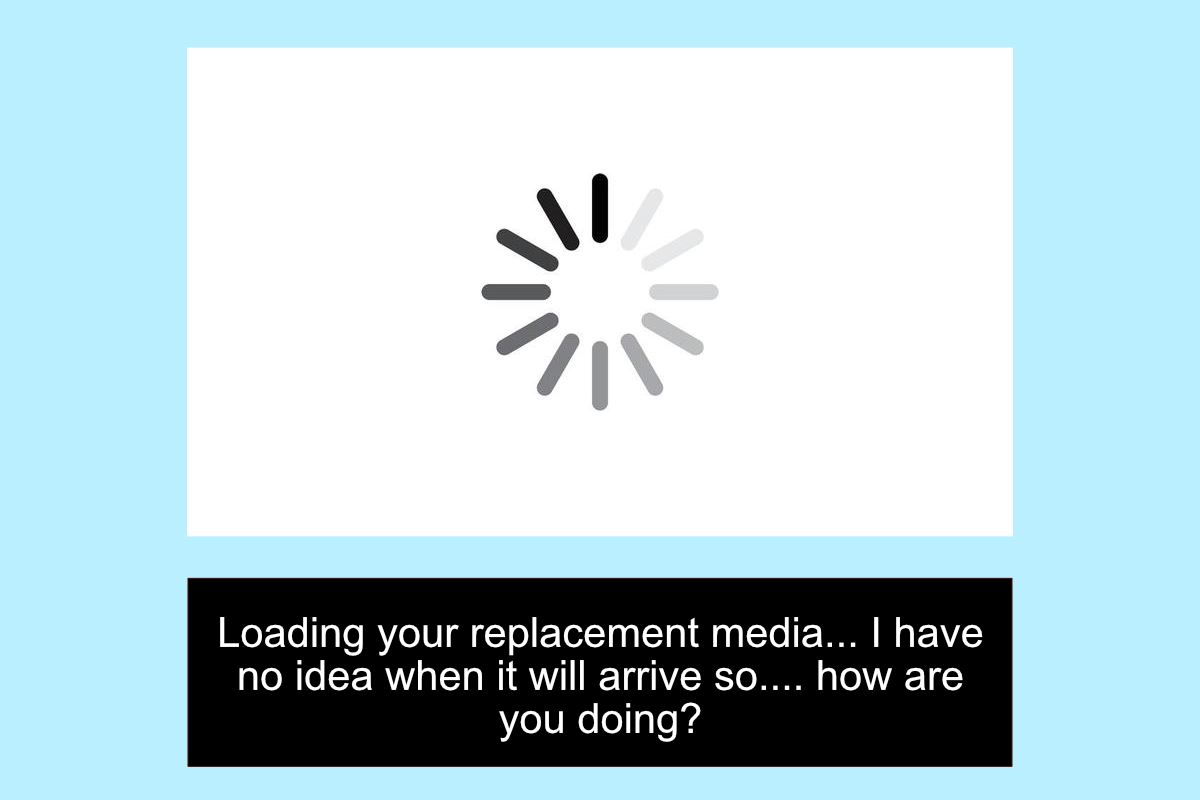 Loading your replacement media... I have
no idea when it will arrive so.... how are
you doing?